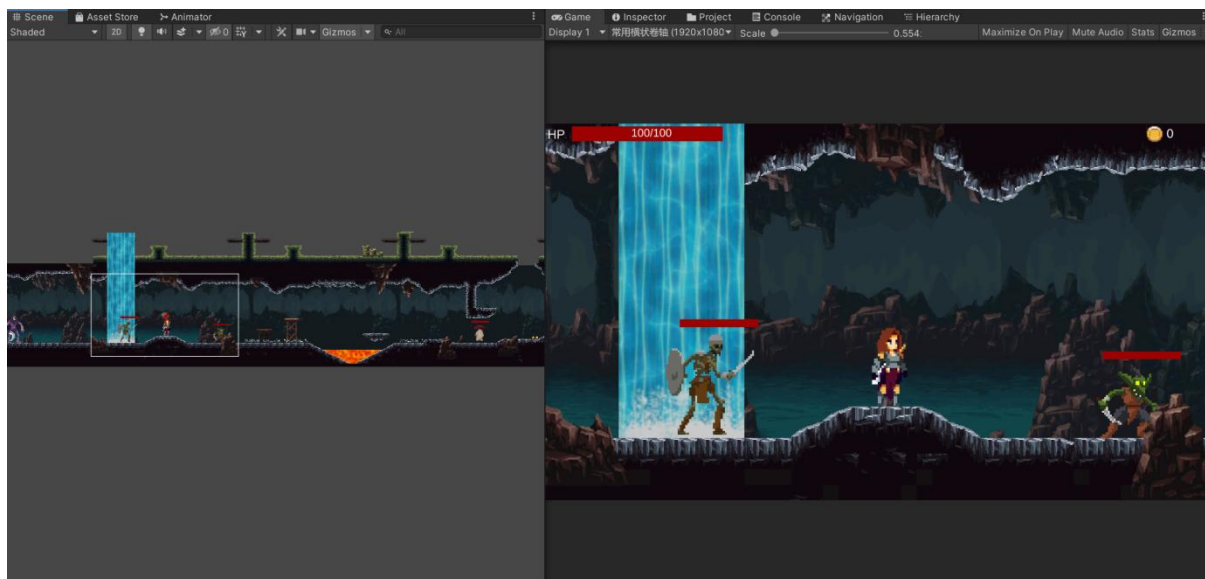 Scene Asset Store Animator
Shaded 2D 0 Gizmos All
Game Inspector Project Console Navigation Hierarchy
Display 1 常用横状卷轴 (1920x1080 Scale 0.554: Maximize On Play Mute Audio Stats Gizmos
HP 100/100 0